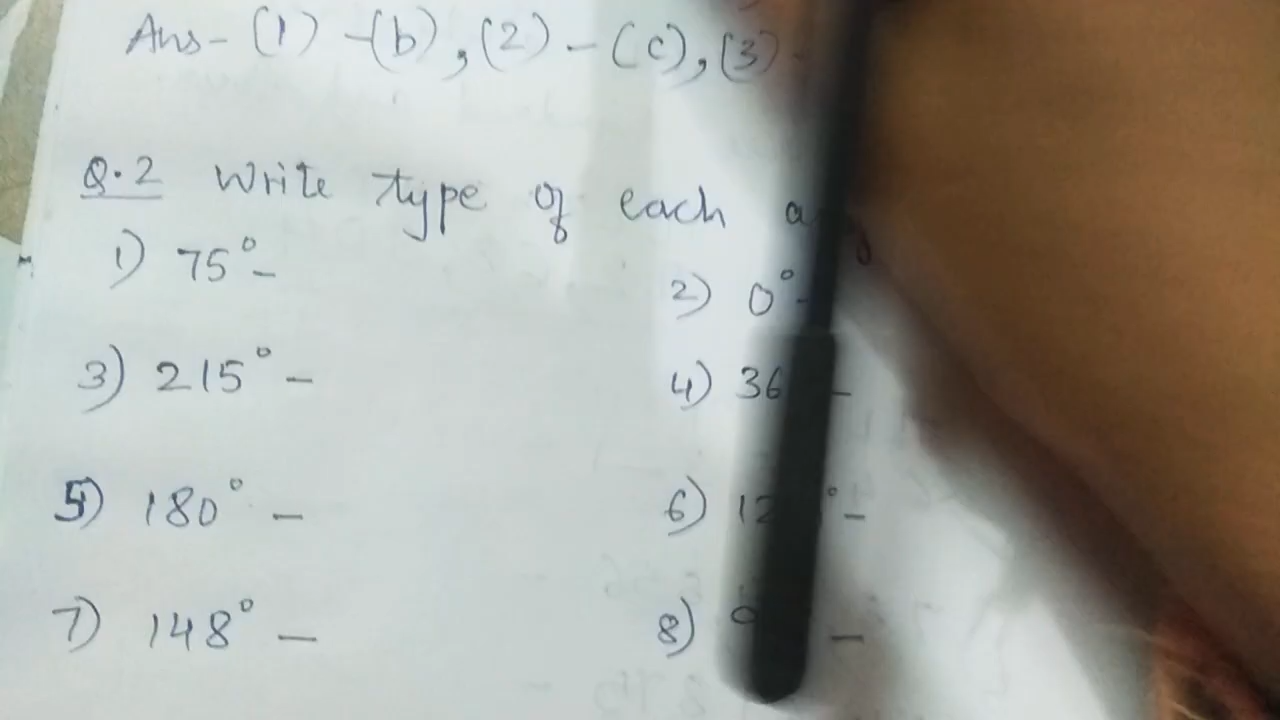 Ans- (1) -(b), (2) - (c), (3)
Q.2 Write type of each
1) 75° -
2) 0° -
3) 215° -
4) 36 -
5) 180° -
6) 12 ° -
7) 148° -
8) -